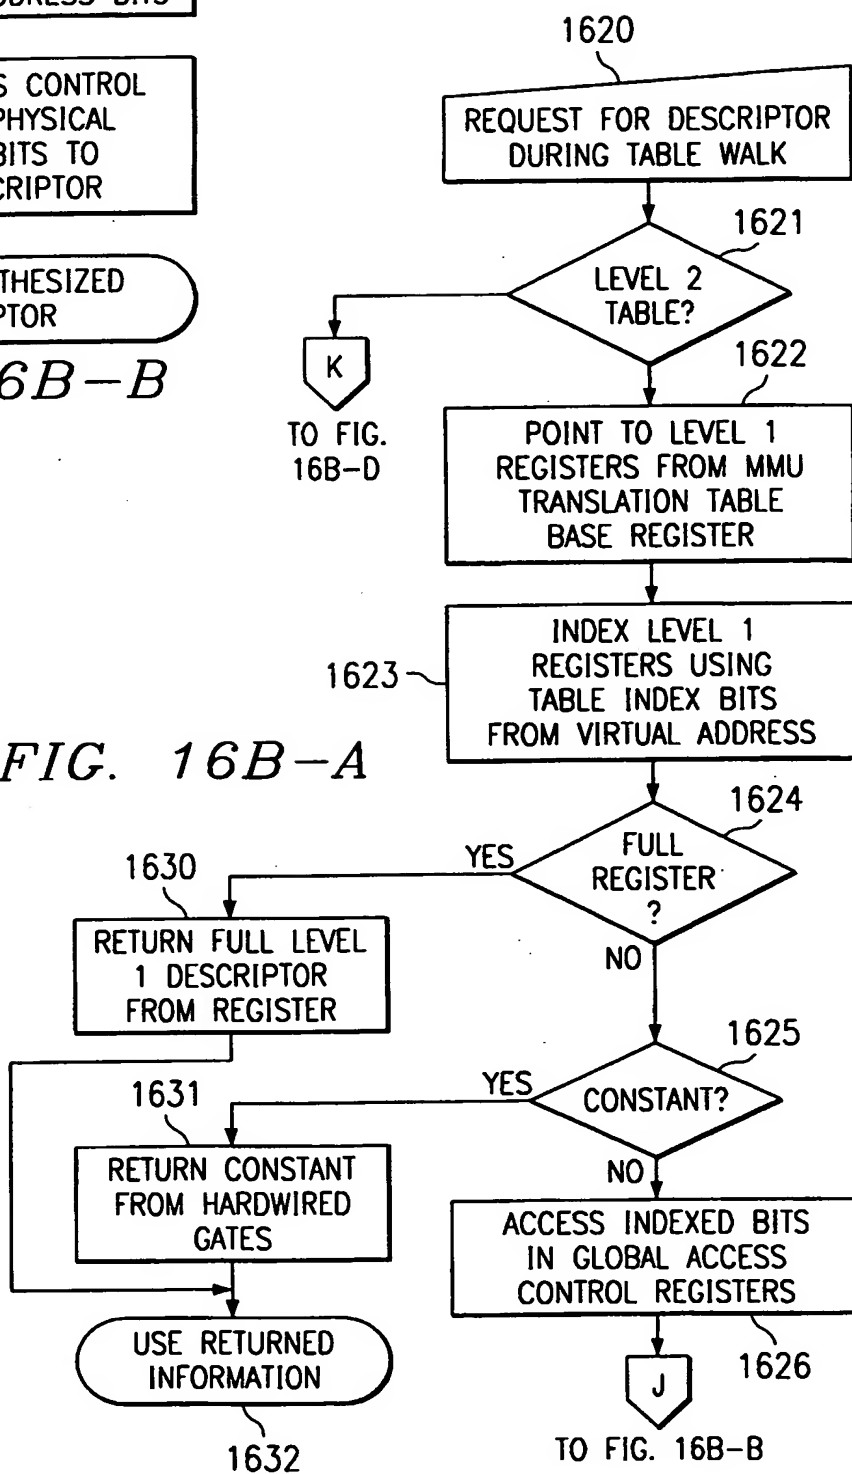 S CONTROL
PHYSICAL
BITS TO
CRIPTOR
THESIZED
PTOR
6B-B
1620
REQUEST FOR DESCRIPTOR
DURING TABLE WALK
1621
LEVEL 2
TABLE?
K
TO FIG.
16B-D
1622
POINT TO LEVEL 1
REGISTERS FROM MMU
TRANSLATION TABLE
BASE REGISTER
1623
INDEX LEVEL 1
REGISTERS USING
TABLE INDEX BITS
FROM VIRTUAL ADDRESS
FIG. 16B-A
1624
FULL
REGISTER
?
YES
NO
1630
RETURN FULL LEVEL
1 DESCRIPTOR
FROM REGISTER
1625
CONSTANT?
YES
NO
1631
RETURN CONSTANT
FROM HARDWIRED
GATES
ACCESS INDEXED BITS
IN GLOBAL ACCESS
CONTROL REGISTERS
1626
USE RETURNED
INFORMATION
1632
J
TO FIG. 16B-B